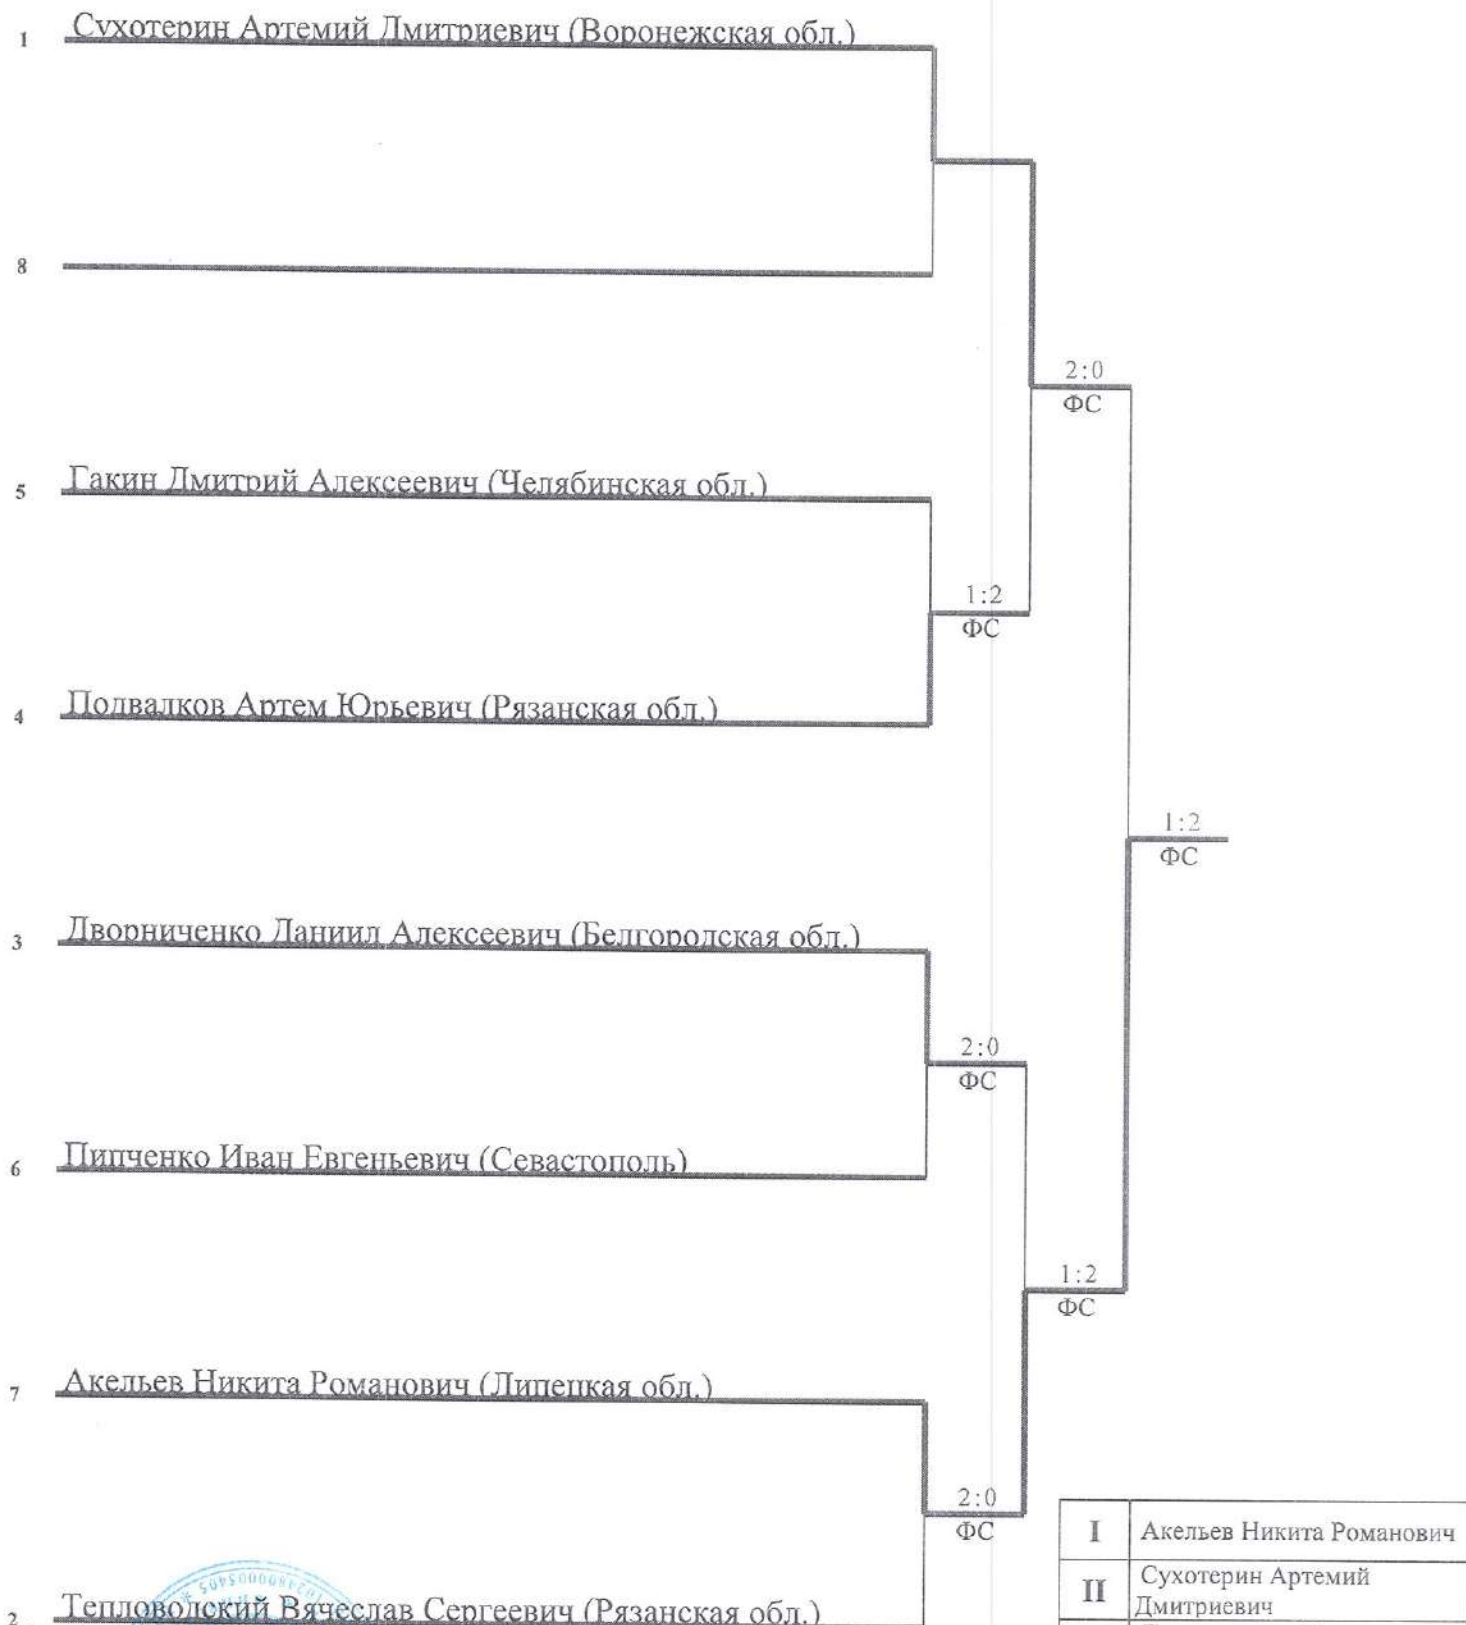 1 Сухотерин Артемий Дмитриевич (Воронежская обл.)
8
2:0
ФС
5 Гакин Дмитрий Алексеевич (Челябинская обл.)
1:2
ФС
4 Подвалков Артем Юрьевич (Рязанская обл.)
1:2
ФС
3 Дворниченко Даниил Алексеевич (Белгородская обл.)
2:0
ФС
6 Пипченко Иван Евгеньевич (Севастополь)
1:2
ФС
7 Акельев Никита Романович (Липецкая обл.)
2:0
ФС
I Акельев Никита Романович
II Сухотерин Артемий
Дмитриевич
2 Тепловодский Вячеслав Сергеевич (Рязанская обл.)